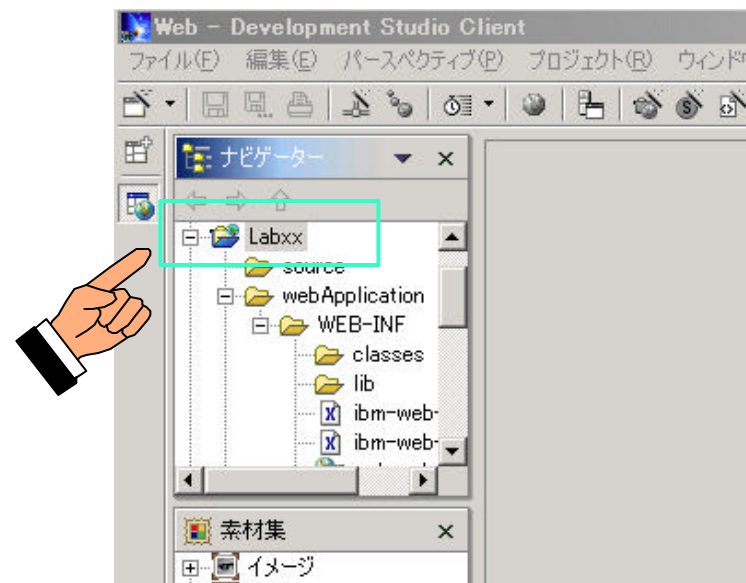 Web - Development Studio Client
ファイル(F) 編集(E) パースペクティブ(P) プロジェクト(R) ウィンドウ
ナビゲーター
Labxx
source
webApplication
WEB-INF
classes
lib
ibm-web-
ibm-web-
素材集
イメージ